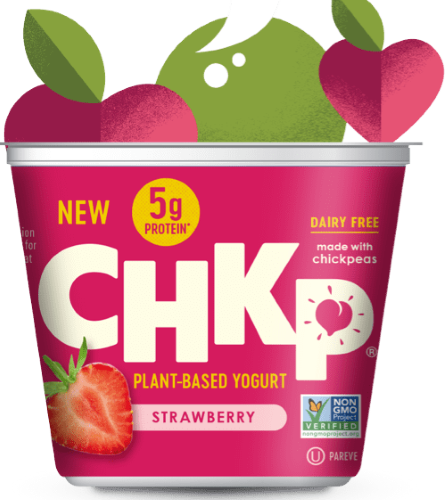 NEW
5g
PROTEIN*
DAIRY FREE
made with
chickpeas
for
CHKP®
PLANT-BASED YOGURT
STRAWBERRY
NON
GMO
Project
VERIFIED
nongmoproject.org
U PAREVE